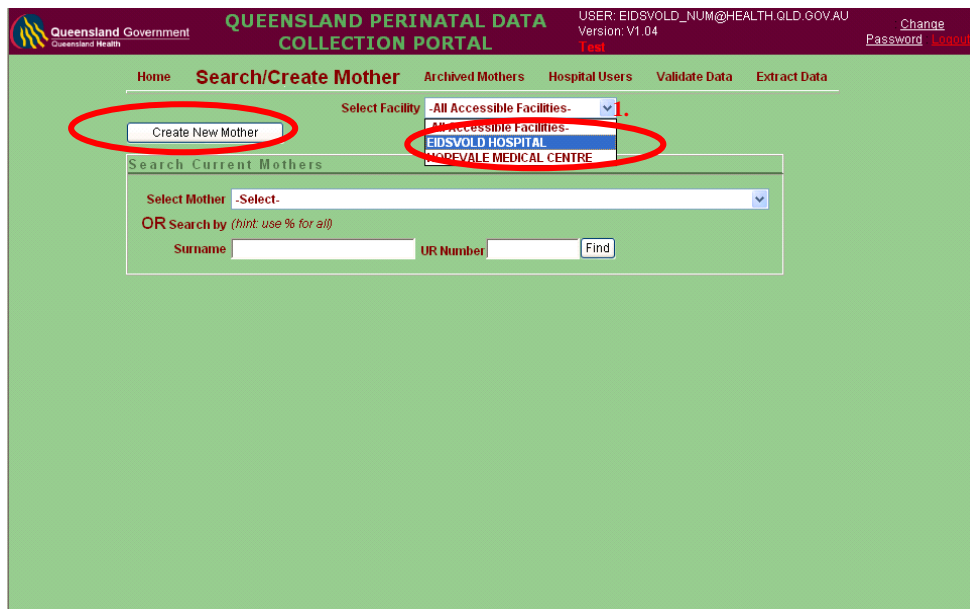 Queensland Government
Queensland Health
QUEENSLAND PERINATAL DATA
COLLECTION PORTAL
USER: EIDSVOLD_NUM@HEALTH.QLD.GOV.AU
Version: V1.04
Test
Change
Password Logout
Home Search/Create Mother Archived Mothers Hospital Users Validate Data Extract Data
Select Facility -All Accessible Facilities- 1.
-All Accessible Facilities-
EIDSVOLD HOSPITAL
MEDICAL CENTRE
Create New Mother
Search Current Mothers
Select Mother -Select-
OR Search by (hint: use % for all)
Surname UR Number Find